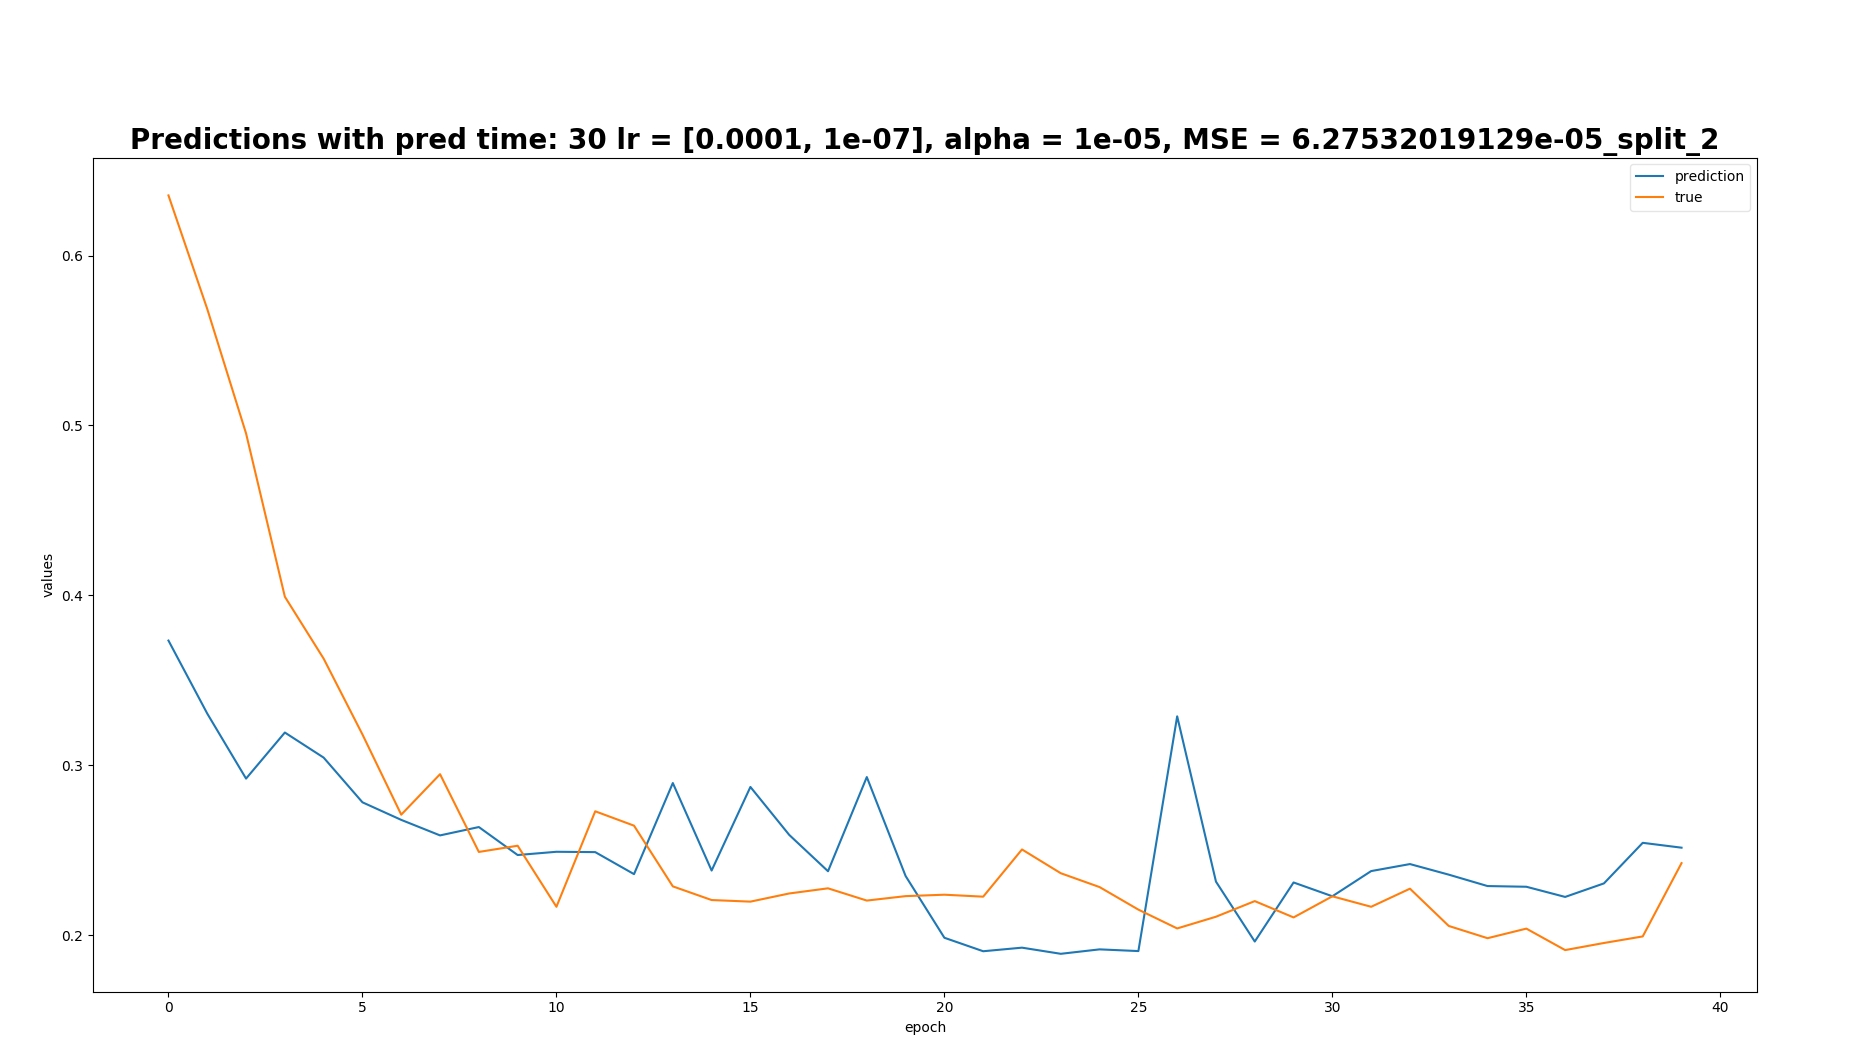 Predictions with pred time: 30 lr = [0.0001, 1e-07], alpha = 1e-05, MSE = 6.27532019129e-05_split_2
prediction
true
0.6
0.5
0.4
0.3
0.2
values
0 5 10 15 20 25 30 35 40
epoch